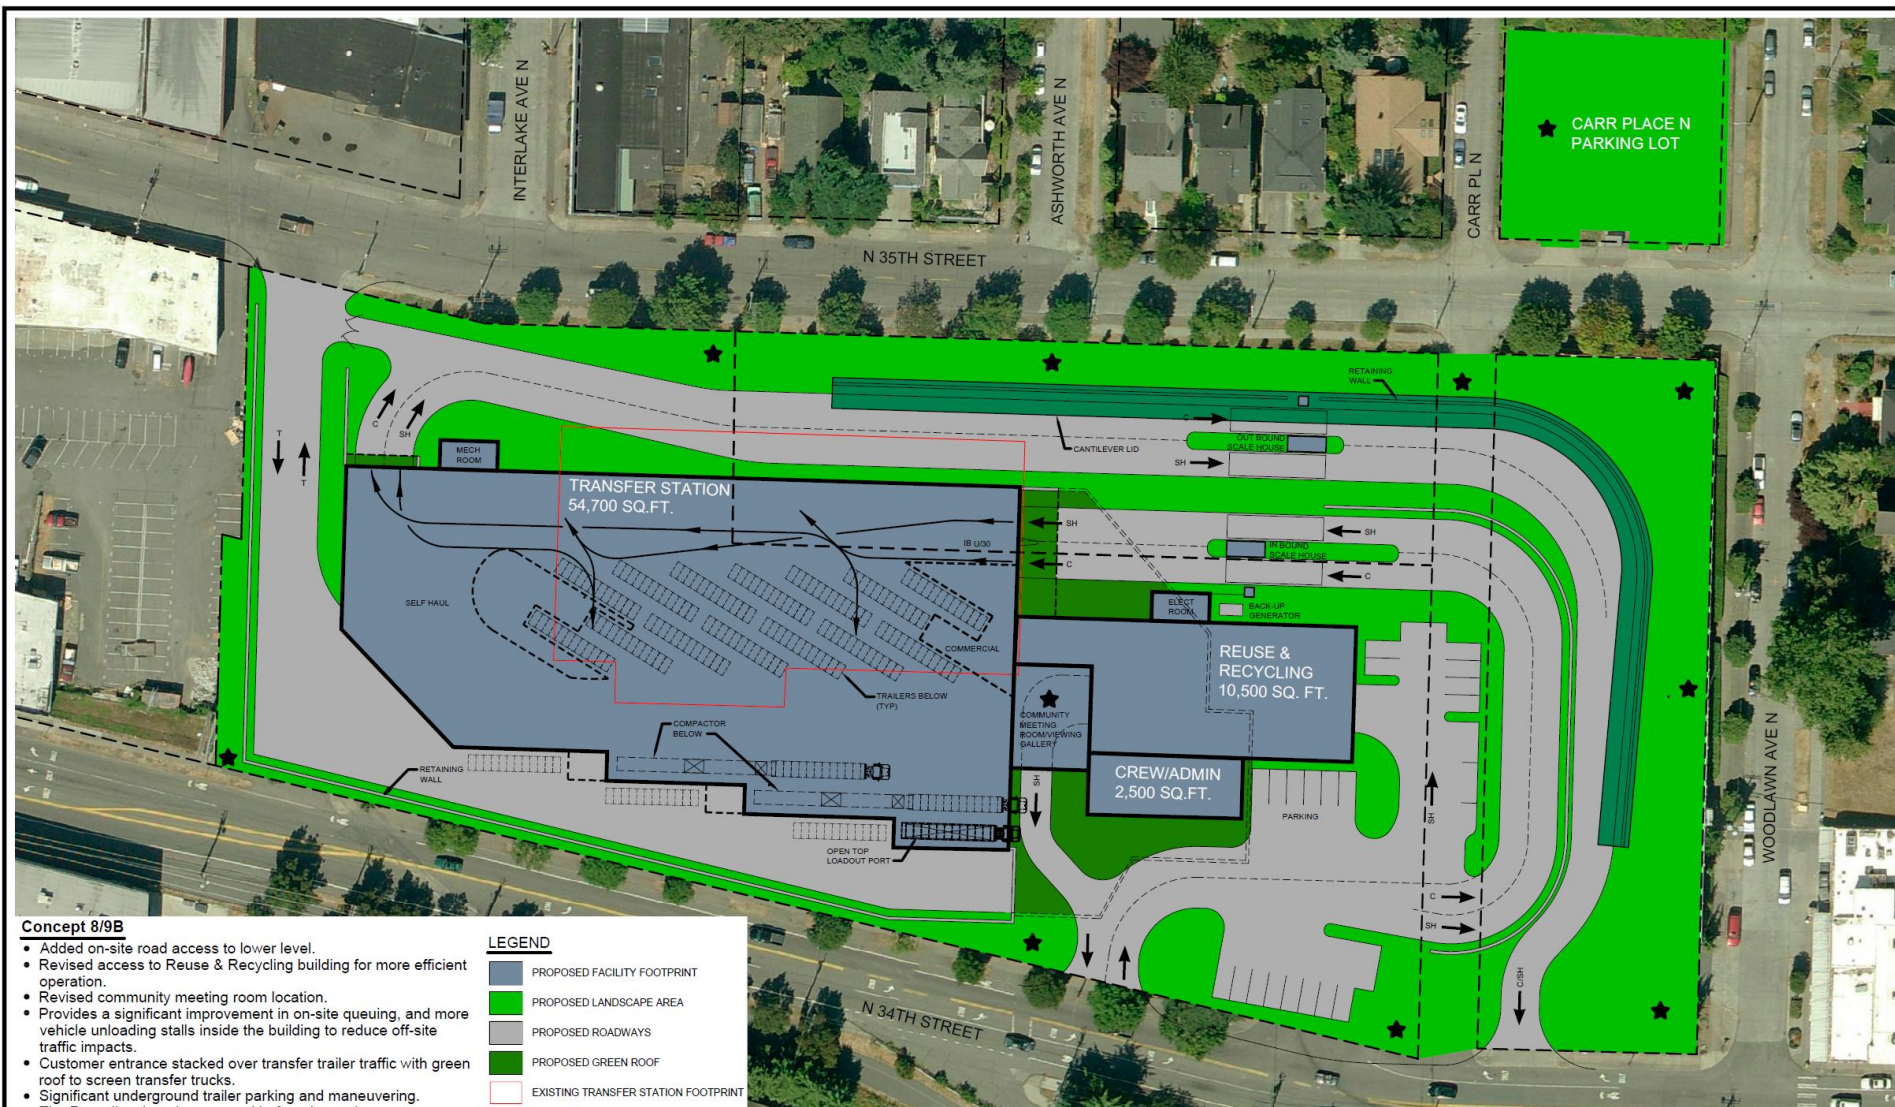 INTERLAKE AVE N
ASHWORTH AVE N
CARR PL N
CARR PLACE N
PARKING LOT
N 35TH STREET
RETAINING
WALL
C
SH
T
T
MECH
ROOM
CANTILEVER LID
C
OUT BOUND
SCALE HOUSE
SH
TRANSFER STATION
54,700 SQ.FT.
SH
SH
IB U/30
IN BOUND
SCALE HOUSE
C
C
SELF HAUL
ELECT
ROOM
BACK-UP
GENERATOR
COMMERCIAL
REUSE &
RECYCLING
10,500 SQ. FT.
TRAILERS BELOW
(TYP)
COMMUNITY
MEETING
ROOM/VIEWING
GALLERY
COMPACTOR
BELOW
RETAINING
WALL
CREW/ADMIN
2,500 SQ.FT.
SH
PARKING
SH
OPEN TOP
LOADOUT PORT
WOODLAWN AVE N
C
SH
C/SH
N 34TH STREET
Concept 8/9B
• Added on-site road access to lower level.
• Revised access to Reuse & Recycling building for more efficient
operation.
• Revised community meeting room location.
• Provides a significant improvement in on-site queuing, and more
vehicle unloading stalls inside the building to reduce off-site
traffic impacts.
• Customer entrance stacked over transfer trailer traffic with green
roof to screen transfer trucks.
• Significant underground trailer parking and maneuvering.
LEGEND
PROPOSED FACILITY FOOTPRINT
PROPOSED LANDSCAPE AREA
PROPOSED ROADWAYS
PROPOSED GREEN ROOF
EXISTING TRANSFER STATION FOOTPRINT